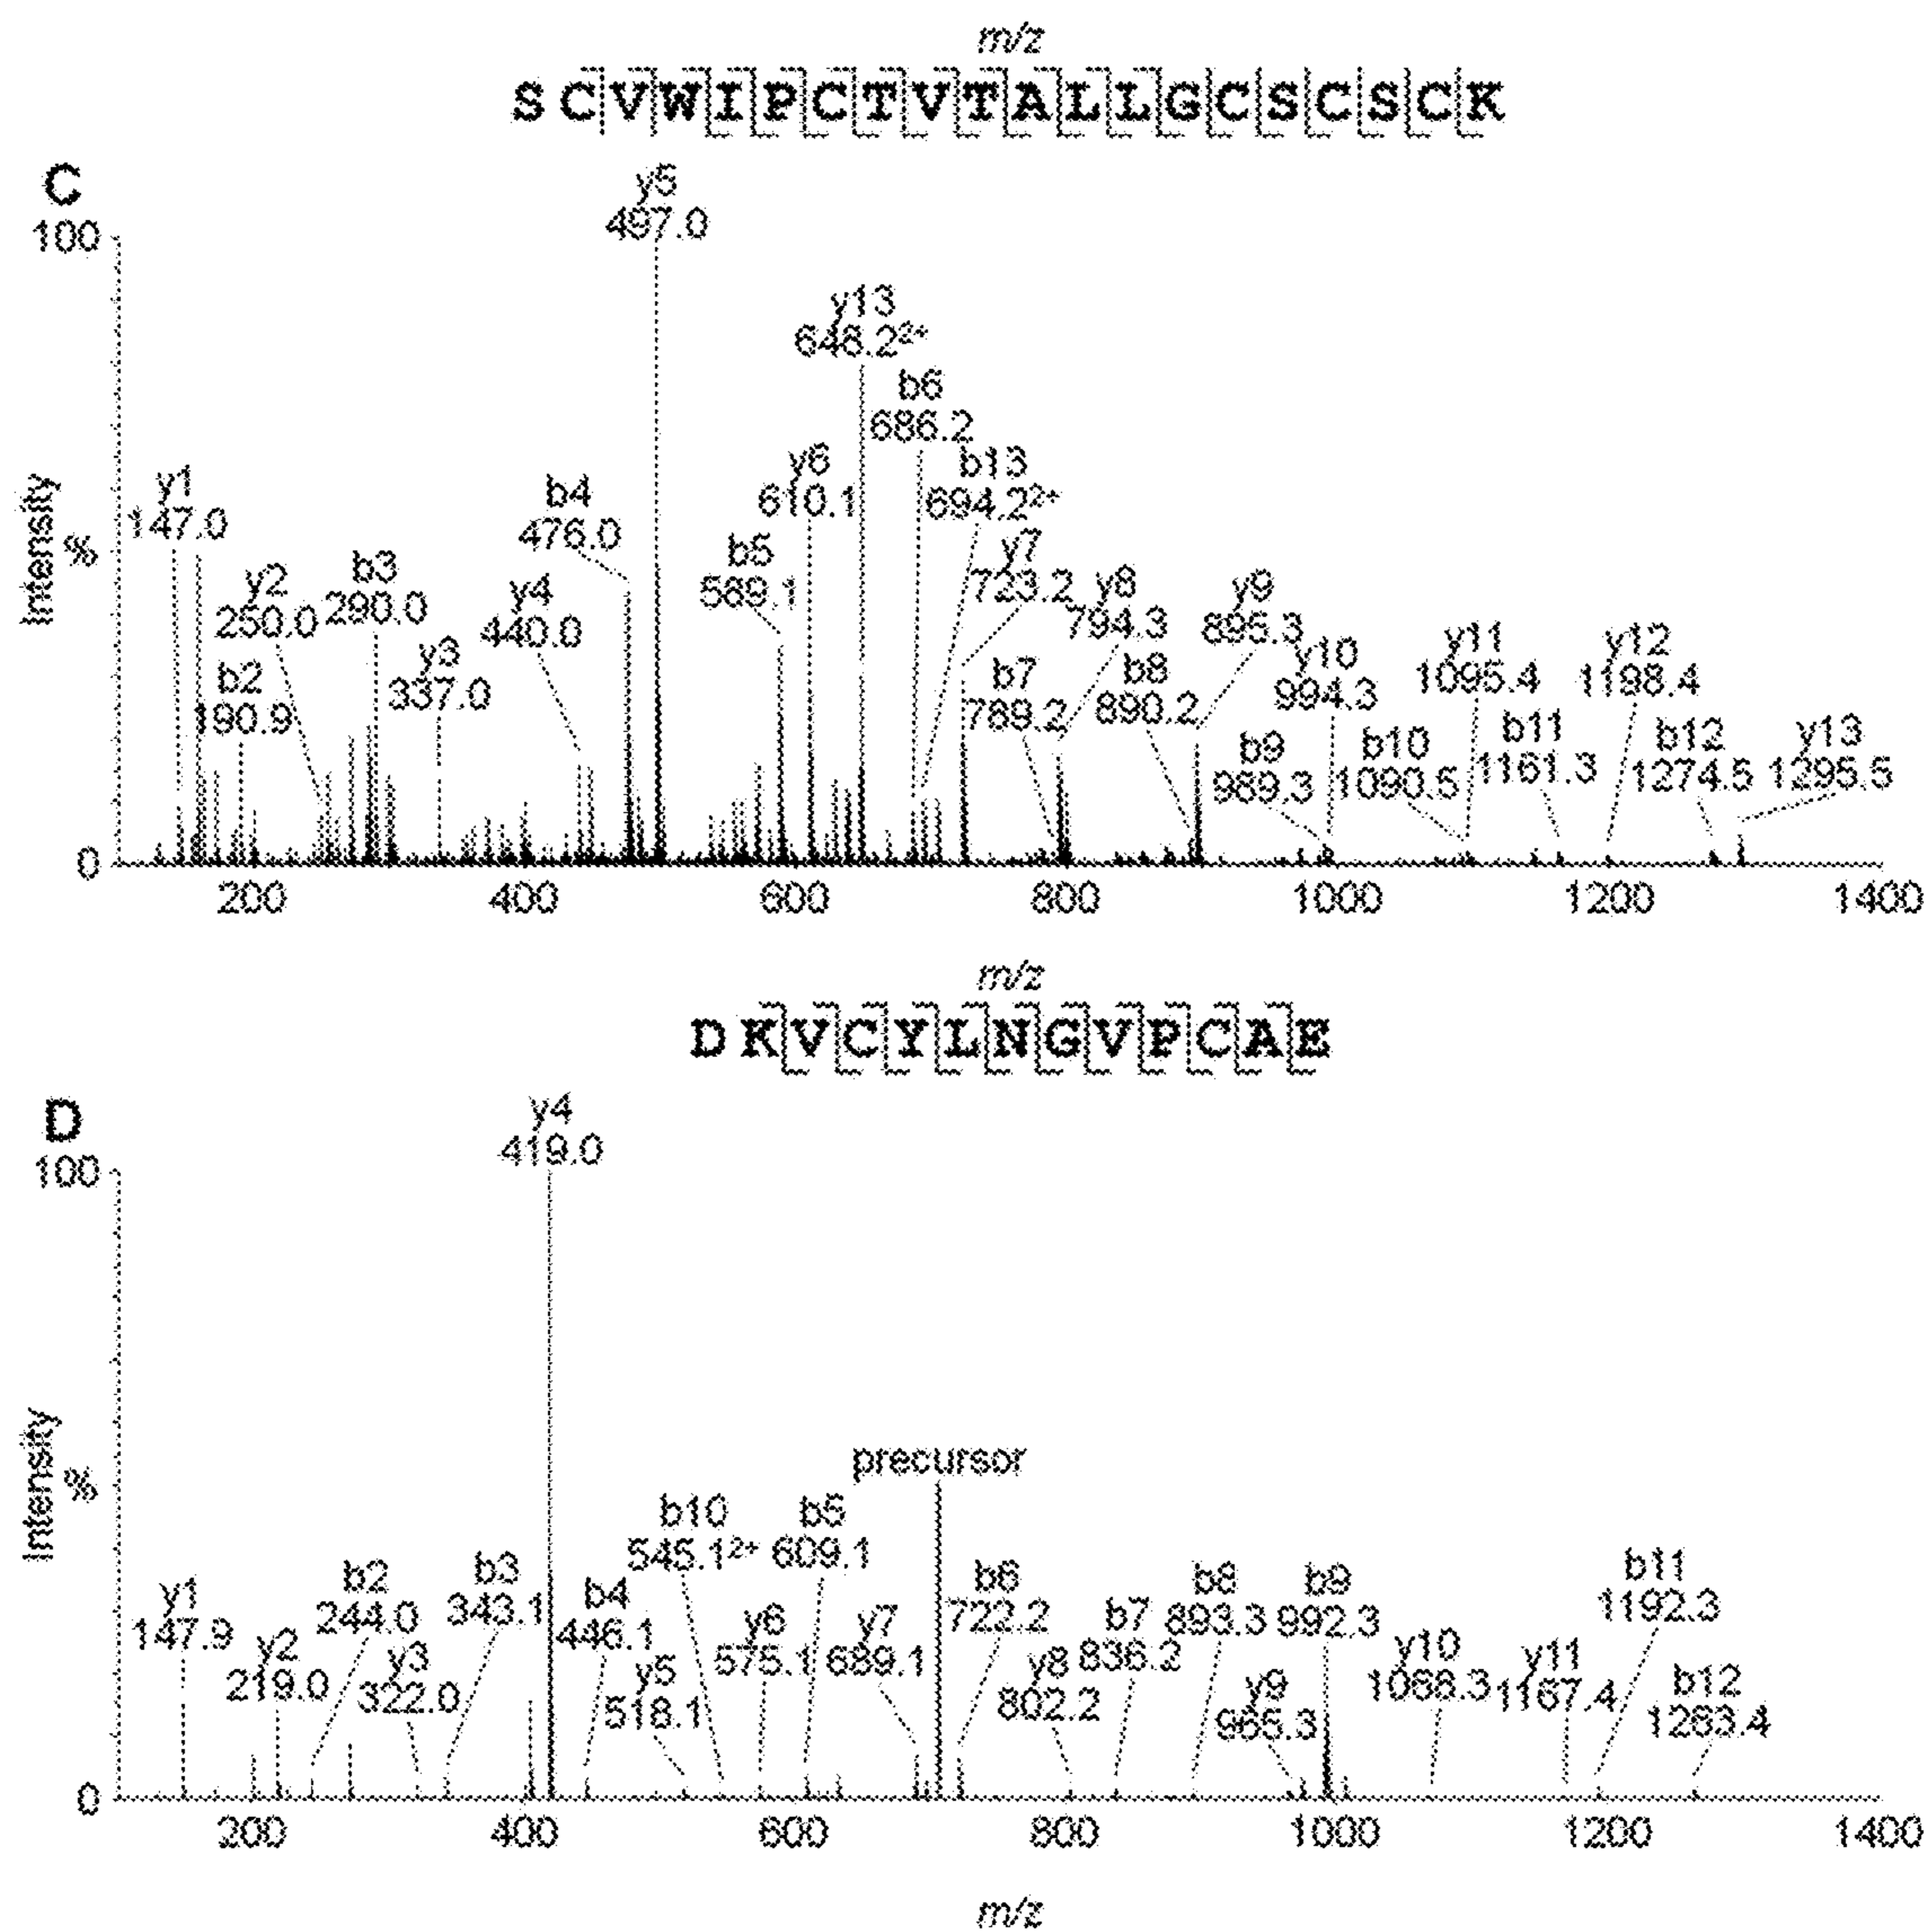 m/z
SCVWIPCTVTALLGCSCSCK
C
100
Intensity
%
0
y5
497.0
y13
648.2²⁺
b6
686.2
y6
610.1
b13
694.2²⁺
y1
147.0
b4
476.0
y7
723.2
b5
589.1
b3
290.0
y2
250.0
y4
440.0
y8
794.3
y9
895.3
y3
337.0
b2
190.9
b7
789.2
b8
890.2
y10
994.3
y11
1095.4
y12
1198.4
b9
989.3
b10
1090.5
b11
1161.3
b12
1274.5
y13
1295.5
200 400 600 800 1000 1200 1400
m/z
DKVCYLNGVPCAE
D
100
Intensity
%
0
y4
419.0
precursor
b10
545.1²⁺
b5
609.1
y1
147.9
y2
219.0
b2
244.0
y3
322.0
b3
343.1
b4
446.1
y5
518.1
y6
575.1
y7
689.1
b6
722.2
y8
802.2
b7
836.2
b8
893.3
y9
965.3
b9
992.3
y10
1068.3
y11
1167.4
b11
1192.3
b12
1263.4
200 400 600 800 1000 1200 1400
m/z